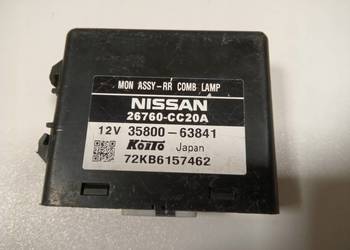 MON ASSY-RR COMB LAMP
NISSAN
26760-CC20A
12V 35800-63841
KOITO Japan
72KB6157462